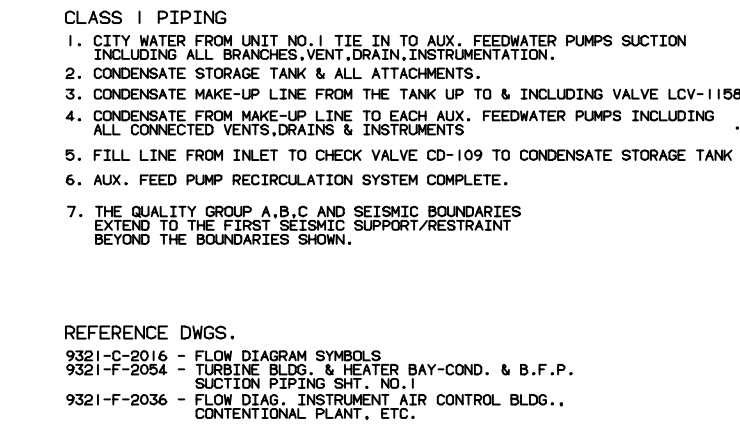 CLASS I PIPING
1. CITY WATER FROM UNIT NO.1 TIE IN TO AUX. FEEDWATER PUMPS SUCTION
INCLUDING ALL BRANCHES,VENT,DRAIN,INSTRUMENTATION.
2. CONDENSATE STORAGE TANK & ALL ATTACHMENTS.
3. CONDENSATE MAKE-UP LINE FROM THE TANK UP TO & INCLUDING VALVE LCV-1158
4. CONDENSATE FROM MAKE-UP LINE TO EACH AUX. FEEDWATER PUMPS INCLUDING
ALL CONNECTED VENTS,DRAINS & INSTRUMENTS
5. FILL LINE FROM INLET TO CHECK VALVE CD-109 TO CONDENSATE STORAGE TANK
6. AUX. FEED PUMP RECIRCULATION SYSTEM COMPLETE.
7. THE QUALITY GROUP A,B,C AND SEISMIC BOUNDARIES
EXTEND TO THE FIRST SEISMIC SUPPORT/RESTRAINT
BEYOND THE BOUNDARIES SHOWN.
REFERENCE DWGS.
9321-C-2016 - FLOW DIAGRAM SYMBOLS
9321-F-2054 - TURBINE BLDG. & HEATER BAY-COND. & B.F.P.
SUCTION PIPING SHT. NO.1
9321-F-2036 - FLOW DIAG. INSTRUMENT AIR CONTROL BLDG.,
CONTENTIONAL PLANT, ETC.